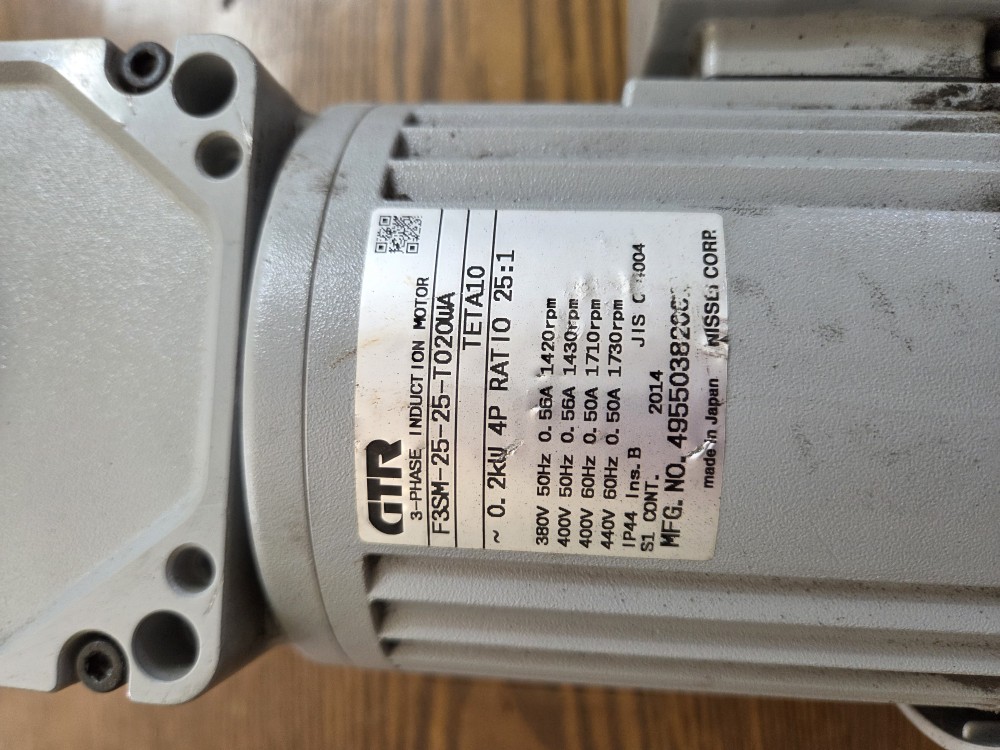 GTR
3-PHASE INDUCTION MOTOR
F3SM-25-25-T020WA
TETA10
~ 0.2kW 4P RATIO 25:1
380V 50Hz 0.56A 1420rpm
400V 50Hz 0.56A 1430rpm
400V 60Hz 0.50A 1710rpm
440V 60Hz 0.50A 1730rpm
IP44 Ins.B JIS C 4004
S1 CONT. 2014
MFG. NO.
made in Japan NISSEI CORP.